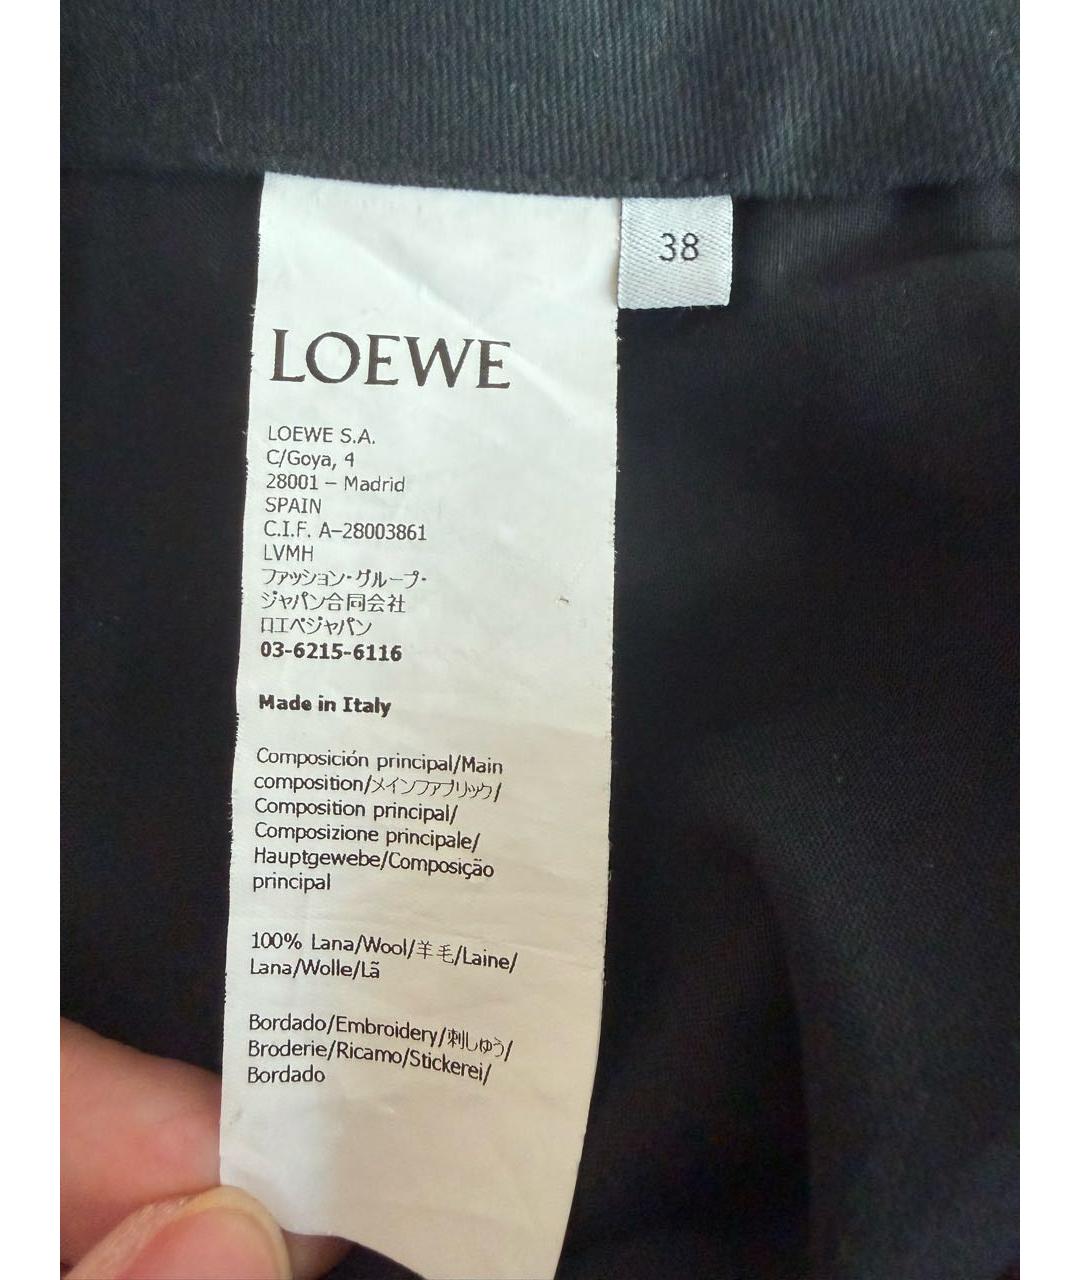 38
LOEWE
LOEWE S.A.
C/Goya, 4
28001 – Madrid
SPAIN
C.I.F. A–28003861
LVMH
ファッション・グループ・
ジャパン合同会社
ロエベジャパン
03-6215-6116
Made in Italy
Composición principal/Main
composition/メインファブリック/
Composition principal/
Composizione principale/
Hauptgewebe/Composição
principal
100% Lana/Wool/羊毛/Laine/
Lana/Wolle/Lã
Bordado/Embroidery/刺しゅう/
Broderie/Ricamo/Stickerei/
Bordado